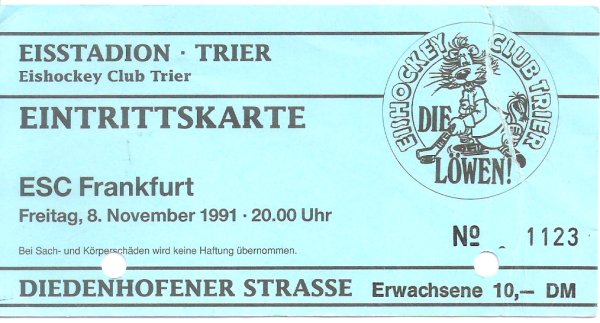 EISSTADION · TRIER
Eishockey Club Trier
EISHOCKEY CLUB TRIER
DIE
LÖWEN!
EINTRITTSKARTE
ESC Frankfurt
Freitag, 8. November 1991 · 20.00 Uhr
Nº 1123
Bei Sach- und Körperschäden wird keine Haftung übernommen.
DIEDENHOFENER STRASSE Erwachsene 10,— DM